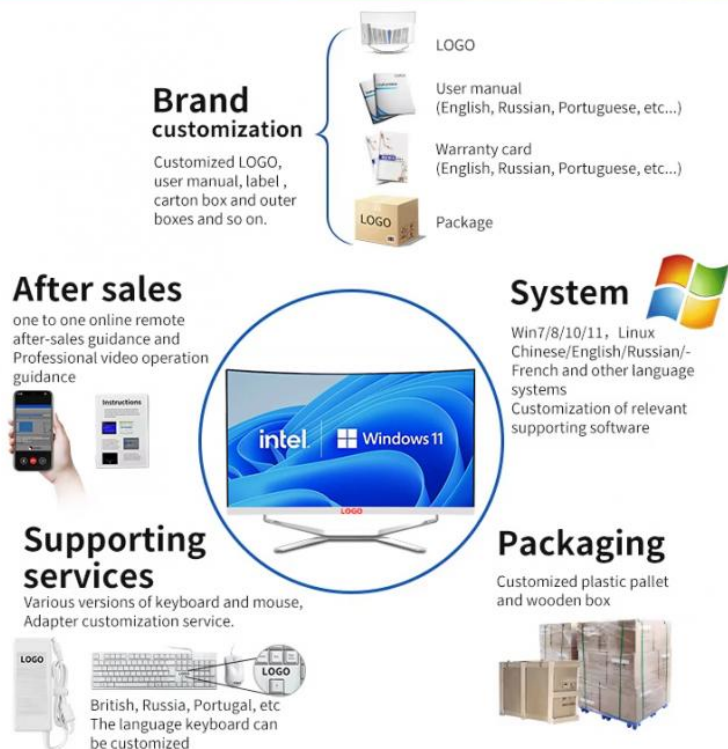 Brand
customization
Customized LOGO,
user manual, label ,
carton box and outer
boxes and so on.
LOGO
User manual
(English, Russian, Portuguese, etc...)
Warranty card
(English, Russian, Portuguese, etc...)
LOGO
Package
After sales
one to one online remote
after-sales guidance and
Professional video operation
guidance
Instructions
System
Win7/8/10/11, Linux
Chinese/English/Russian/-
French and other language
systems
Customization of relevant
supporting software
intel.
Windows 11
LOGO
Supporting
services
Various versions of keyboard and mouse,
Adapter customization service.
LOGO
LOGO
British, Russia, Portugal, etc
The language keyboard can
be customized
Packaging
Customized plastic pallet
and wooden box